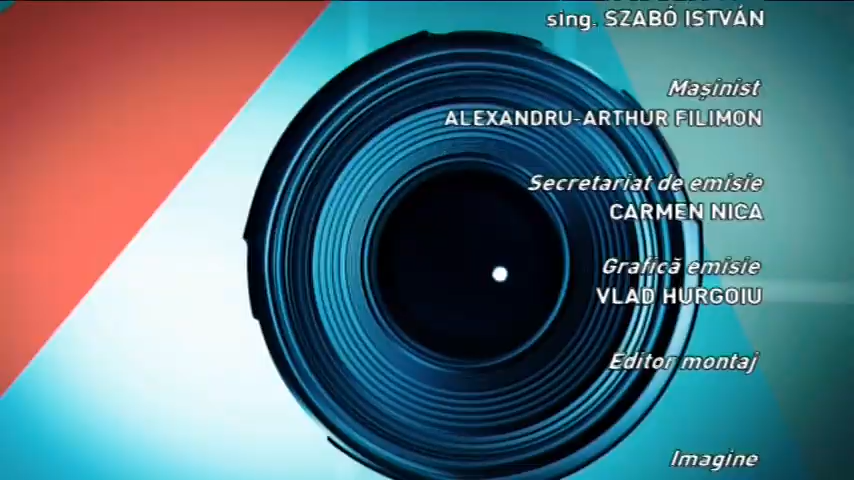 sing. SZABÓ ISTVÁN
Mașinist
ALEXANDRU-ARTHUR FILIMON
Secretariat de emisie
CARMEN NICA
Grafică emisie
VLAD HURGOIU
Editor montaj
Imagine